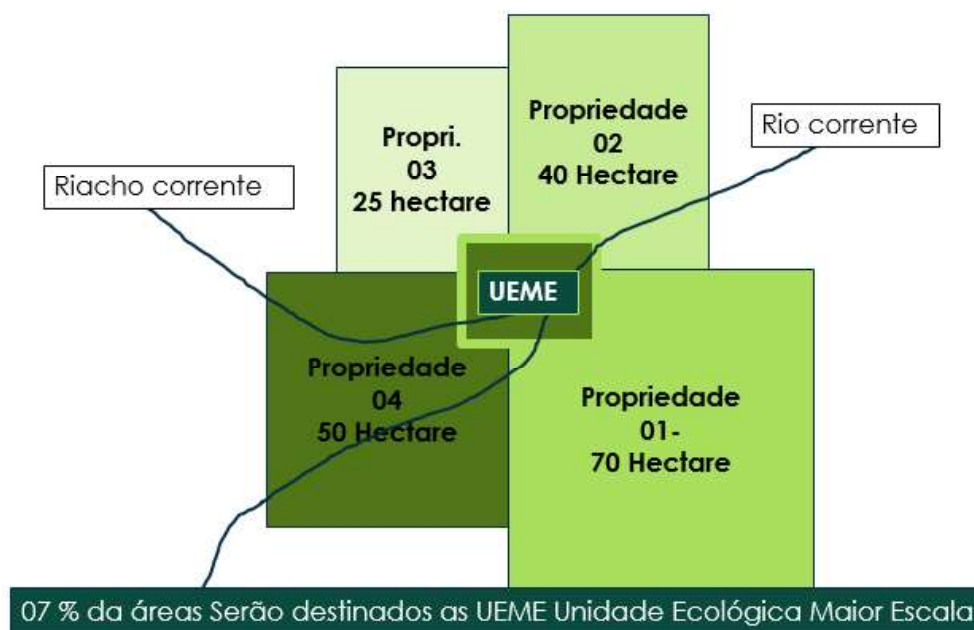 Propriedade
02
40 Hectare
Rio corrente
Propri.
03
25 hectare
Riacho corrente
UEME
Propriedade
04
50 Hectare
Propriedade
01-
70 Hectare
07 % da áreas Serão destinados as UEME Unidade Ecológica Maior Escala